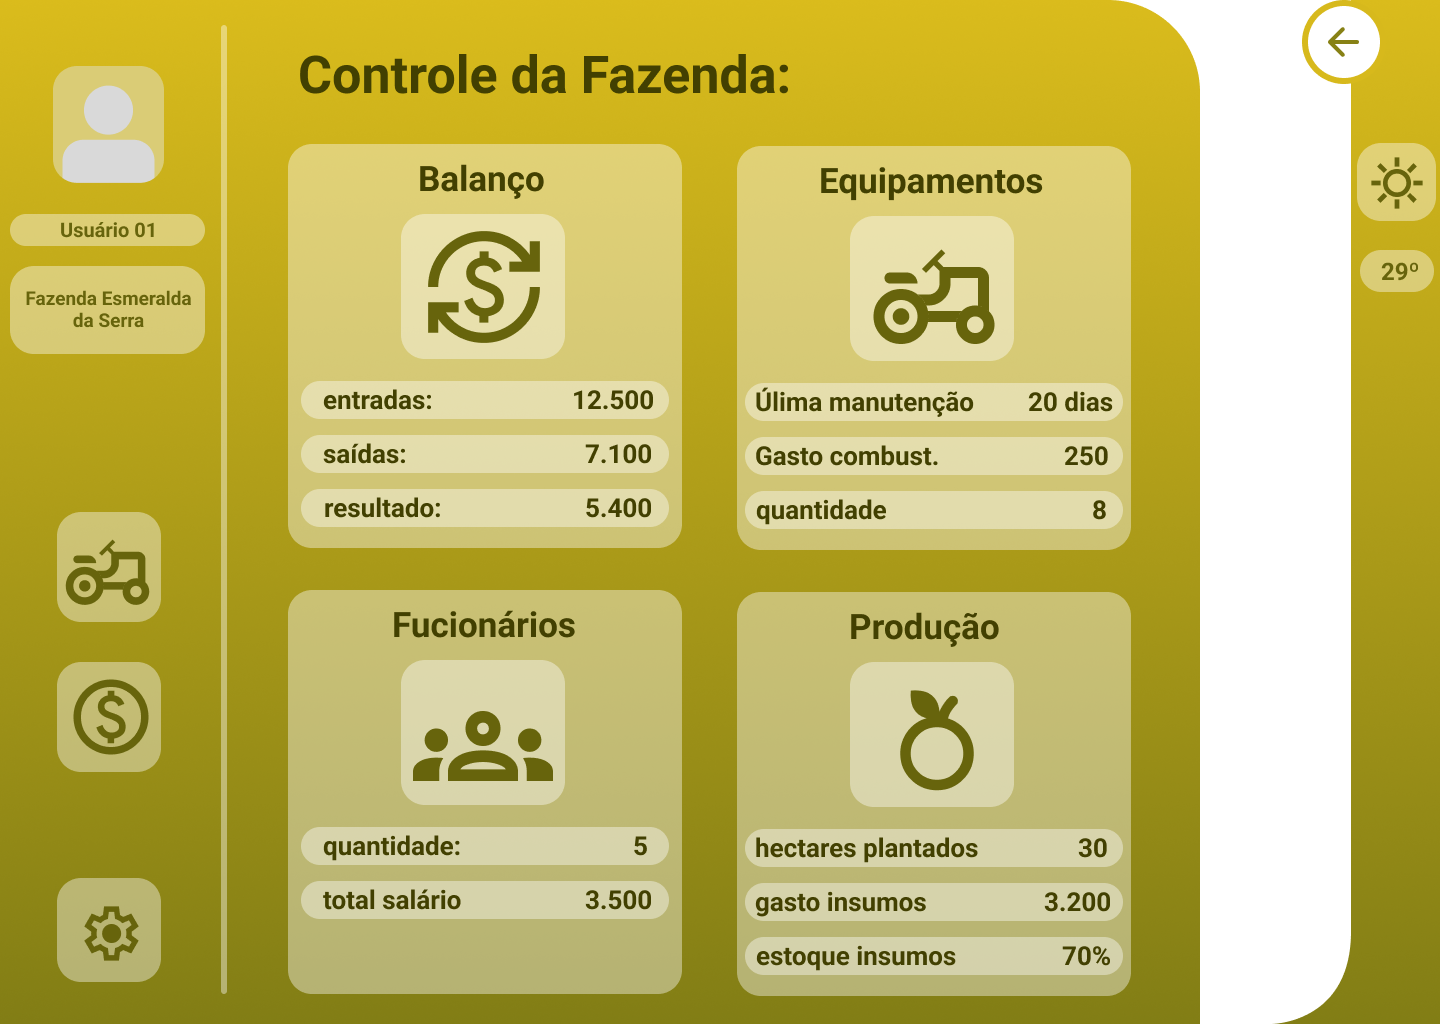 Controle da Fazenda:
Usuário 01
Fazenda Esmeralda
da Serra
Balanço
entradas: 12.500
saídas: 7.100
resultado: 5.400
Equipamentos
Úlima manutenção 20 dias
Gasto combust. 250
quantidade 8
Fucionários
quantidade: 5
total salário 3.500
Produção
hectares plantados 30
gasto insumos 3.200
estoque insumos 70%
29º